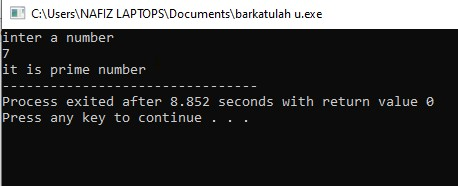 C:\Users\NAFIZ LAPTOPS\Documents\barkatulah u.exe
inter a number
7
it is prime number
--------------------------------
Process exited after 8.852 seconds with return value 0
Press any key to continue . . .